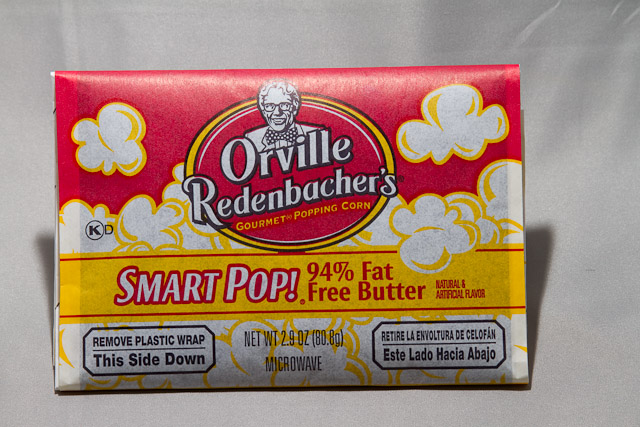 Orville
Redenbacher's
GOURMET® POPPING CORN
K D
SMART POP!®
94% Fat
Free Butter
NATURAL &
ARTIFICIAL FLAVOR
REMOVE PLASTIC WRAP
This Side Down
NET WT 2.9 OZ (80.8g)
MICROWAVE
RETIRE LA ENVOLTURA DE CELOFÁN
Este Lado Hacia Abajo